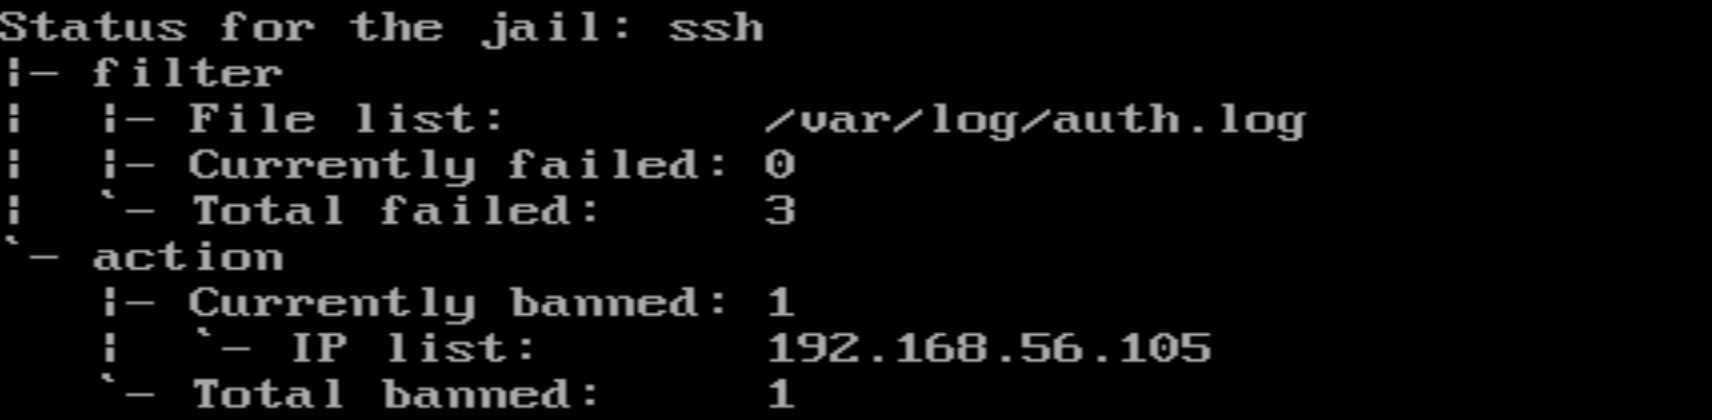 Status for the jail: ssh
|- filter
|  |- File list:        /var/log/auth.log
|  |- Currently failed: 0
|  `- Total failed:     3
`- action
   |- Currently banned: 1
   |  `- IP list:       192.168.56.105
   `- Total banned:     1